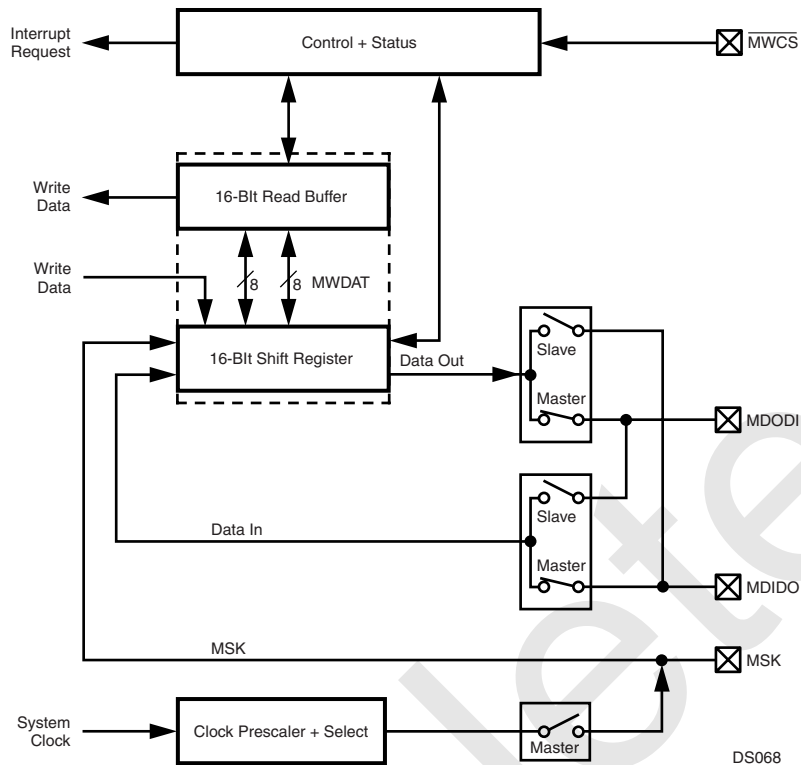 Interrupt
Request
Control + Status
MWCS
Write
Data
16-BIt Read Buffer
Write
Data
8
8
MWDAT
16-BIt Shift Register
Data Out
Slave
Master
MDODI
Slave
Data In
Master
MDIDO
MSK
MSK
System
Clock
Clock Prescaler + Select
Master
DS068
lete